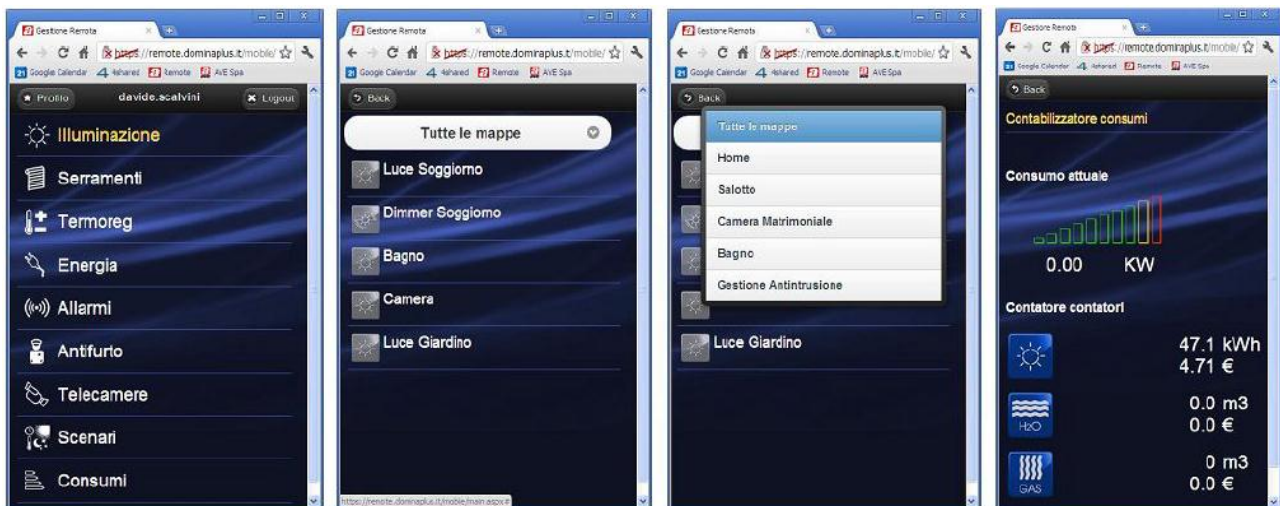 Gestione Remota
https://remote.dominaplus.it/mobile/
Google Calendar 4shared Remote AVE Spa
Profilo davide.scalvini Logout
Illuminazione
Serramenti
Termoreg
Energia
Allarmi
Antifurto
Telecamere
Scenari
Consumi
Gestione Remota
https://remote.dominaplus.it/mobile/
Google Calendar 4shared Remote AVE Spa
Back
Tutte le mappe
Luce Soggiorno
Dimmer Soggiorno
Bagno
Camera
Luce Giardino
https://remote.dominaplus.it/mobile/main.aspx#
Gestione Remota
https://remote.dominaplus.it/mobile/
Google Calendar 4shared Remote AVE Spa
Back
Tutte le mappe
Home
Salotto
Camera Matrimoniale
Bagno
Gestione Antintrusione
Luce Giardino
Gestione Remota
https://remote.dominaplus.it/mobile/
Google Calendar 4shared Remote AVE Spa
Back
Contabilizzatore consumi
Consumo attuale
0.00 KW
Contatore contatori
47.1 kWh
4.71 €
H2O
0.0 m3
0.0 €
GAS
0 m3
0.0 €